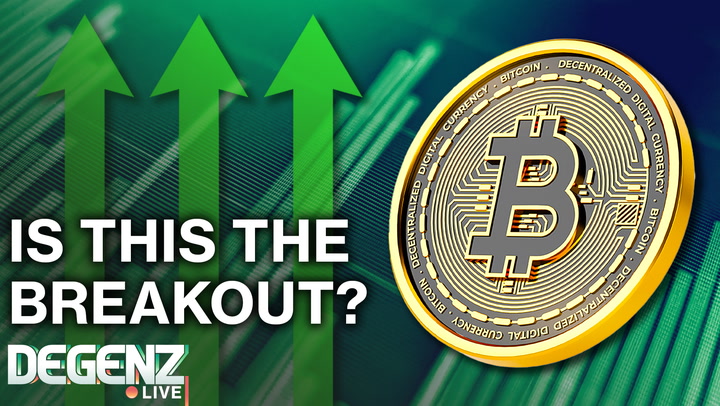 IS THIS THE
BREAKOUT?
DEGENZ
LIVE
BITCOIN . DECENTRALIZED DIGITAL CURRENCY . BITCOIN . DECENTRALIZED DIGITAL CURRENCY . BITCOIN . DECENTRALIZED DIGITAL CURRENCY .